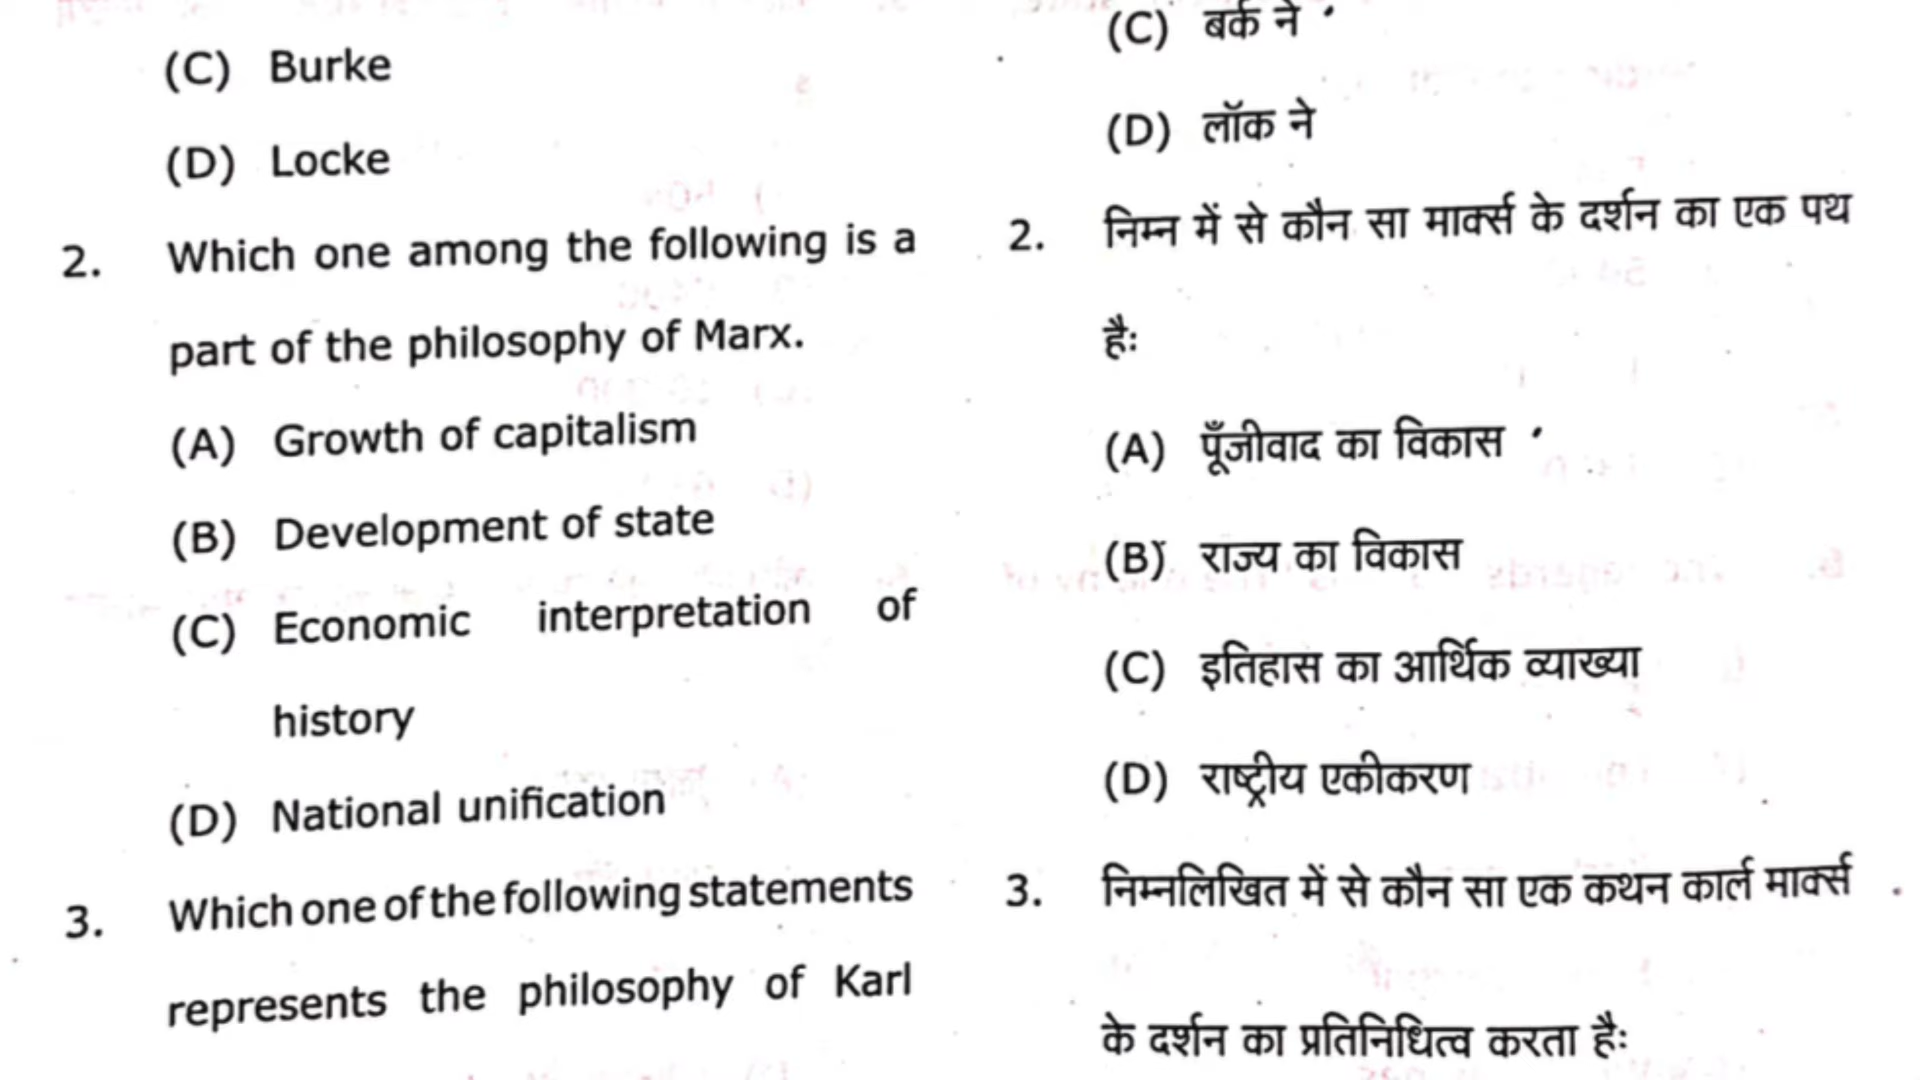 (C) Burke
(D) Locke
2. Which one among the following is a
part of the philosophy of Marx.
(A) Growth of capitalism
(B) Development of state
(C) Economic interpretation of
history
(D) National unification
3. Which one of the following statements
represents the philosophy of Karl
(C) बर्क ने
(D) लॉक ने
2. निम्न में से कौन सा मार्क्स के दर्शन का एक पथ
हैः
(A) पूँजीवाद का विकास
(B) राज्य का विकास
(C) इतिहास का आर्थिक व्याख्या
(D) राष्ट्रीय एकीकरण
3. निम्नलिखित में से कौन सा एक कथन कार्ल मार्क्स
के दर्शन का प्रतिनिधित्व करता हैः